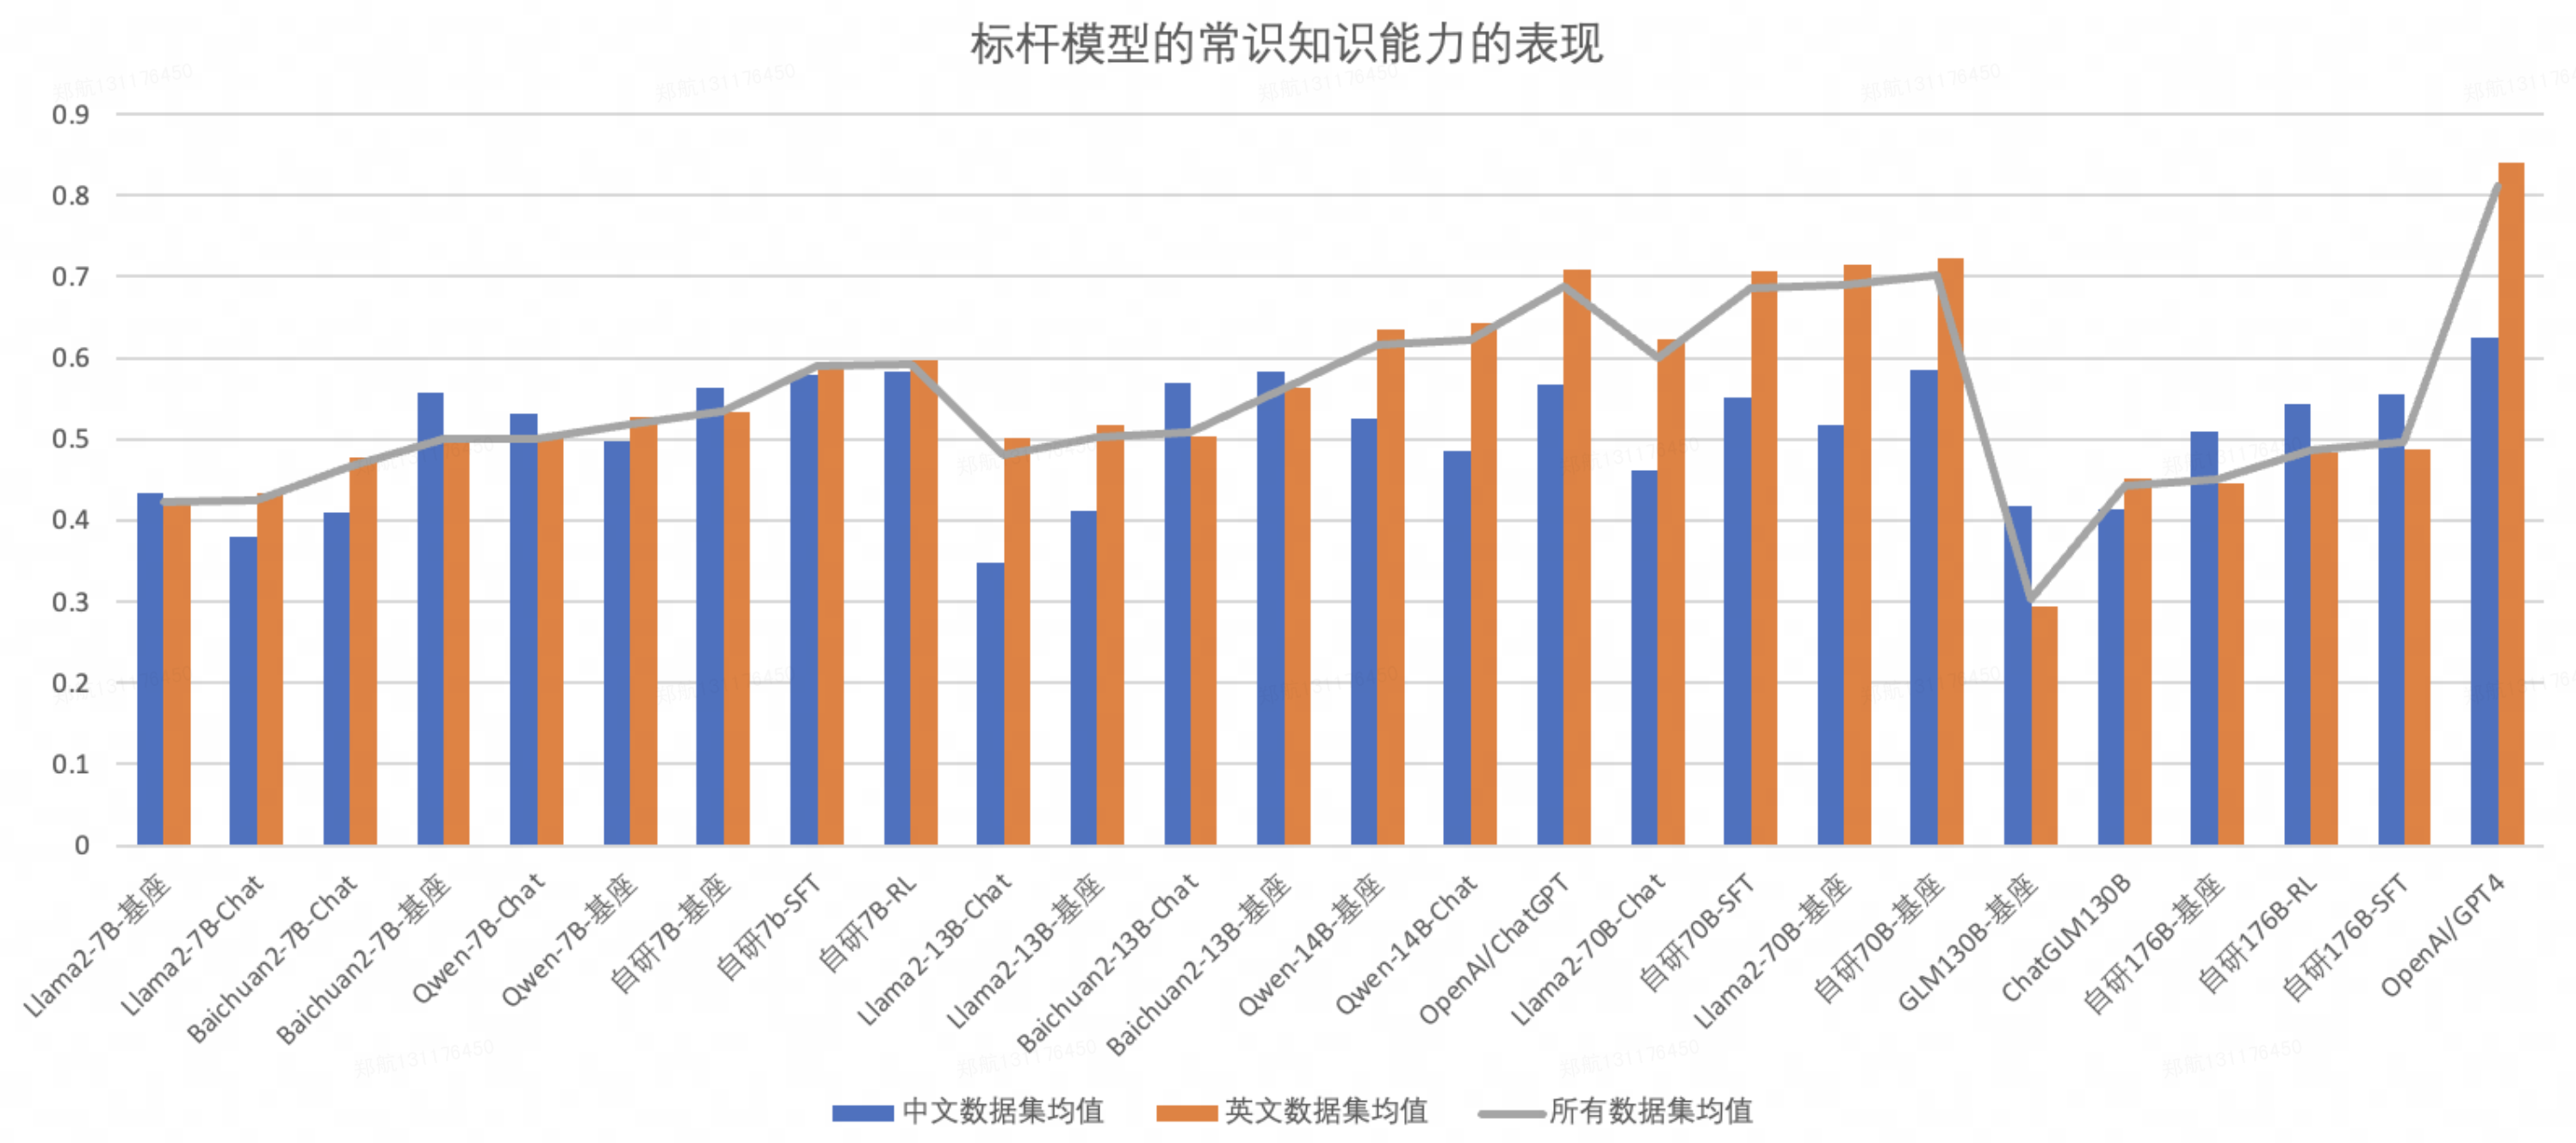 标杆模型的常识知识能力的表现
0.9
0.8
0.7
0.6
0.5
0.4
0.3
0.2
0.1
0
Llama2-7B-基座
Llama2-7B-Chat
Baichuan2-7B-Chat
Baichuan2-7B-基座
Qwen-7B-Chat
Qwen-7B-基座
自研7B-基座
自研7b-SFT
自研7B-RL
Llama2-13B-Chat
Llama2-13B-基座
Baichuan2-13B-Chat
Baichuan2-13B-基座
Qwen-14B-基座
Qwen-14B-Chat
OpenAI/ChatGPT
Llama2-70B-Chat
自研70B-SFT
Llama2-70B-基座
自研70B-基座
GLM130B-基座
ChatGLM130B
自研176B-基座
自研176B-RL
自研176B-SFT
OpenAI/GPT4
中文数据集均值
英文数据集均值
所有数据集均值